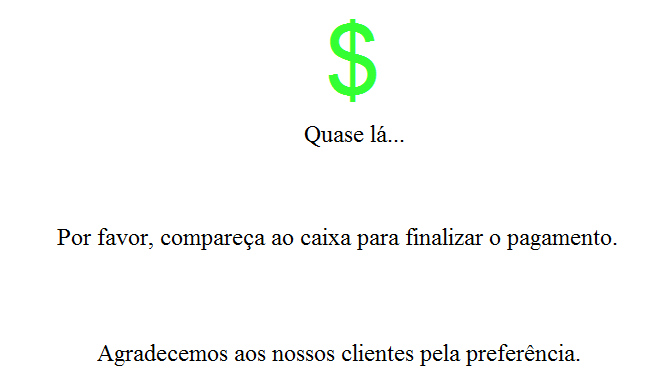 $
Quase lá...
Por favor, compareça ao caixa para finalizar o pagamento.
Agradecemos aos nossos clientes pela preferência.